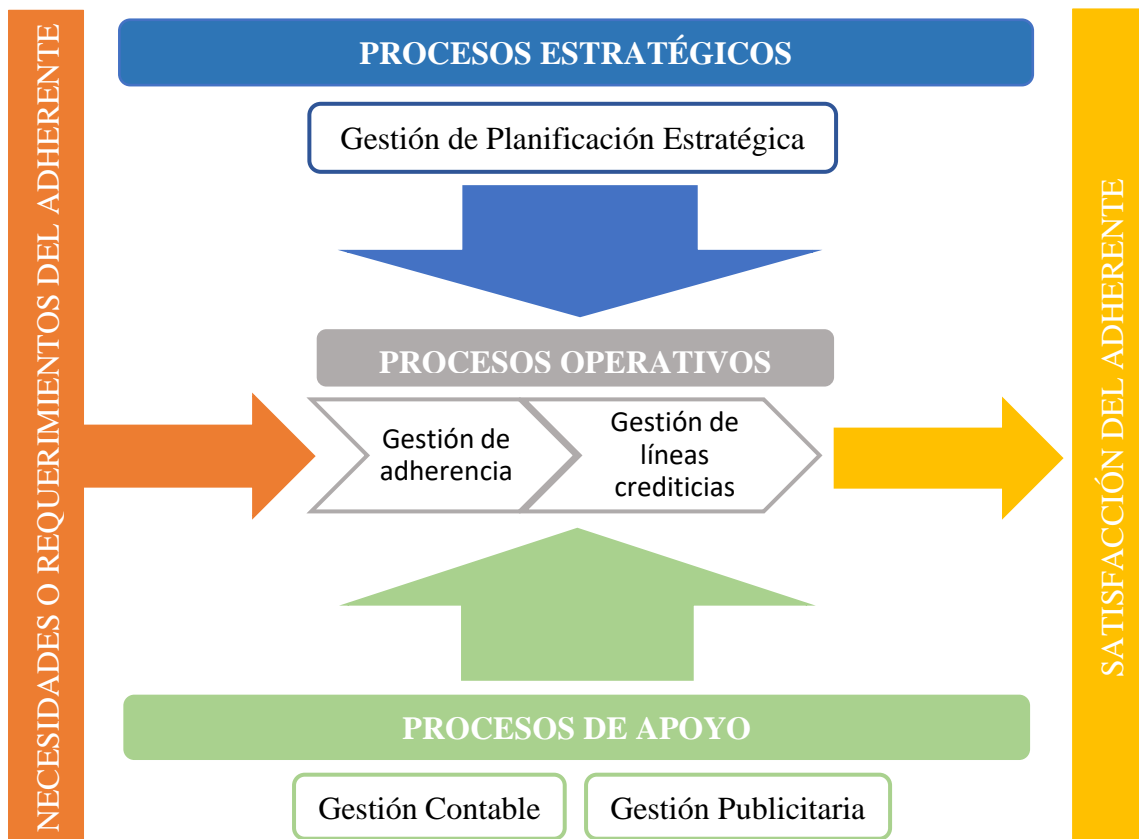 NECESIDADES O REQUERIMIENTOS DEL ADHERENTE
PROCESOS ESTRATÉGICOS
Gestión de Planificación Estratégica
PROCESOS OPERATIVOS
Gestión de
adherencia
Gestión de
líneas
crediticias
PROCESOS DE APOYO
Gestión Contable
Gestión Publicitaria
SATISFACCIÓN DEL ADHERENTE